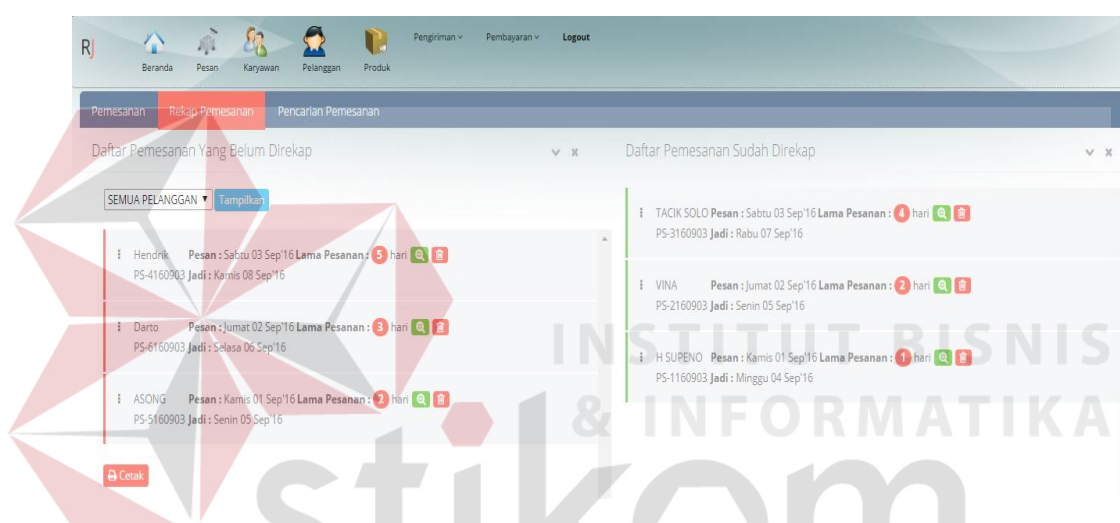 RJ
Beranda Pesan Karyawan Pelanggan Produk Pengiriman Pembayaran Logout
Pemesanan Rekap Pemesanan Pencarian Pemesanan
Daftar Pemesanan Yang Belum Direkap
SEMUA PELANGGAN Tampilkan
Hendrik Pesan : Sabtu 03 Sep'16 Lama Pesanan : 5 hari
PS-4160903 Jadi : Kamis 08 Sep'16
Darto Pesan : Jumat 02 Sep'16 Lama Pesanan : 3 hari
PS-6160903 Jadi : Selasa 06 Sep'16
ASONG Pesan : Kamis 01 Sep'16 Lama Pesanan : 2 hari
PS-5160903 Jadi : Senin 05 Sep'16
Cetak
Daftar Pemesanan Sudah Direkap
TACIK SOLO Pesan : Sabtu 03 Sep'16 Lama Pesanan : 4 hari
PS-3160903 Jadi : Rabu 07 Sep'16
VINA Pesan : Jumat 02 Sep'16 Lama Pesanan : 2 hari
PS-2160903 Jadi : Senin 05 Sep'16
H SUPENO Pesan : Kamis 01 Sep'16 Lama Pesanan : 1 hari
PS-1160903 Jadi : Minggu 04 Sep'16
INSTITUT BISNIS
& INFORMATIKA
stikom